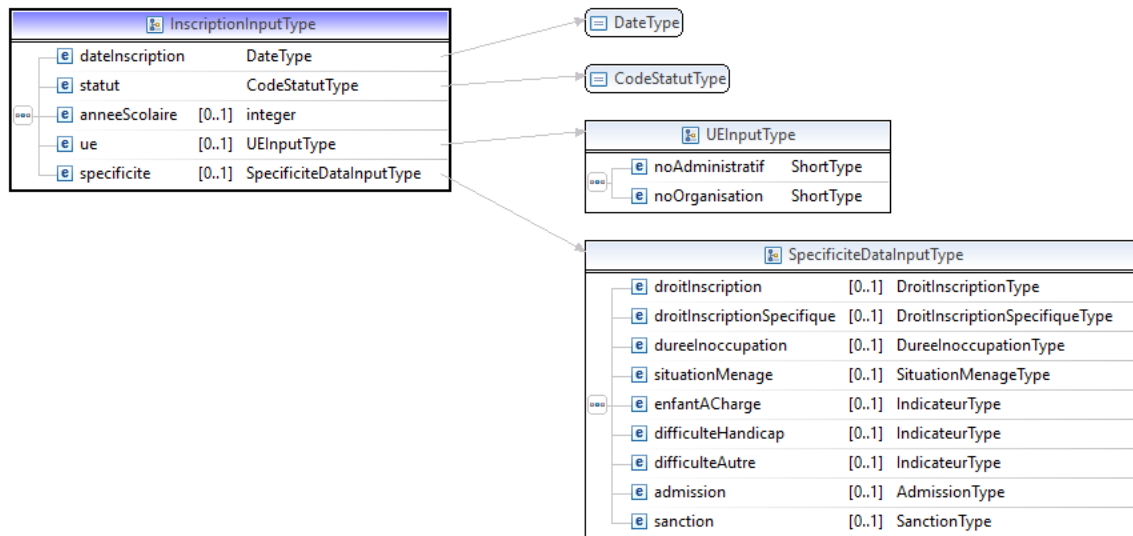 InscriptionInputType
dateInscription DateType
statut CodeStatutType
anneeScolaire [0..1] integer
ue [0..1] UEInputType
specificite [0..1] SpecificiteDataInputType
DateType
CodeStatutType
UEInputType
noAdministratif ShortType
noOrganisation ShortType
SpecificiteDataInputType
droitInscription [0..1] DroitInscriptionType
droitInscriptionSpecifique [0..1] DroitInscriptionSpecifiqueType
dureeInoccupation [0..1] DureeInoccupationType
situationMenage [0..1] SituationMenageType
enfantACharge [0..1] IndicateurType
difficulteHandicap [0..1] IndicateurType
difficulteAutre [0..1] IndicateurType
admission [0..1] AdmissionType
sanction [0..1] SanctionType